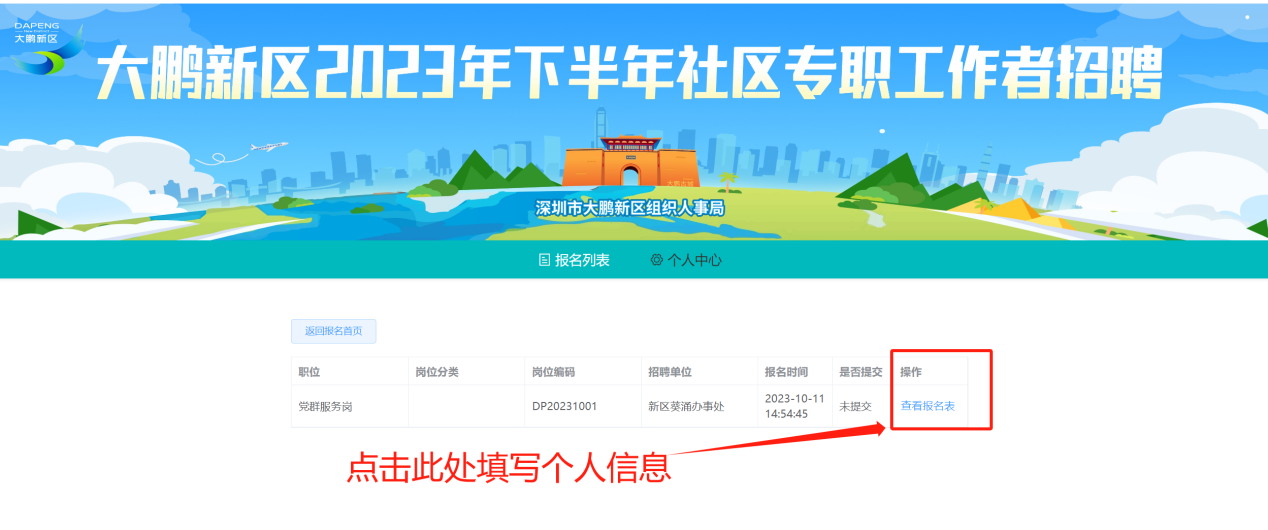 DAPENG
大鹏新区
大鹏新区2023年下半年社区专职工作者招聘
深圳市大鹏新区组织人事局
报名列表 个人中心
返回报名首页
职位 岗位分类 岗位编码 招聘单位 报名时间 是否提交 操作
党群服务岗 DP20231001 新区葵涌办事处 2023-10-11 14:54:45 未提交 查看报名表
点击此处填写个人信息